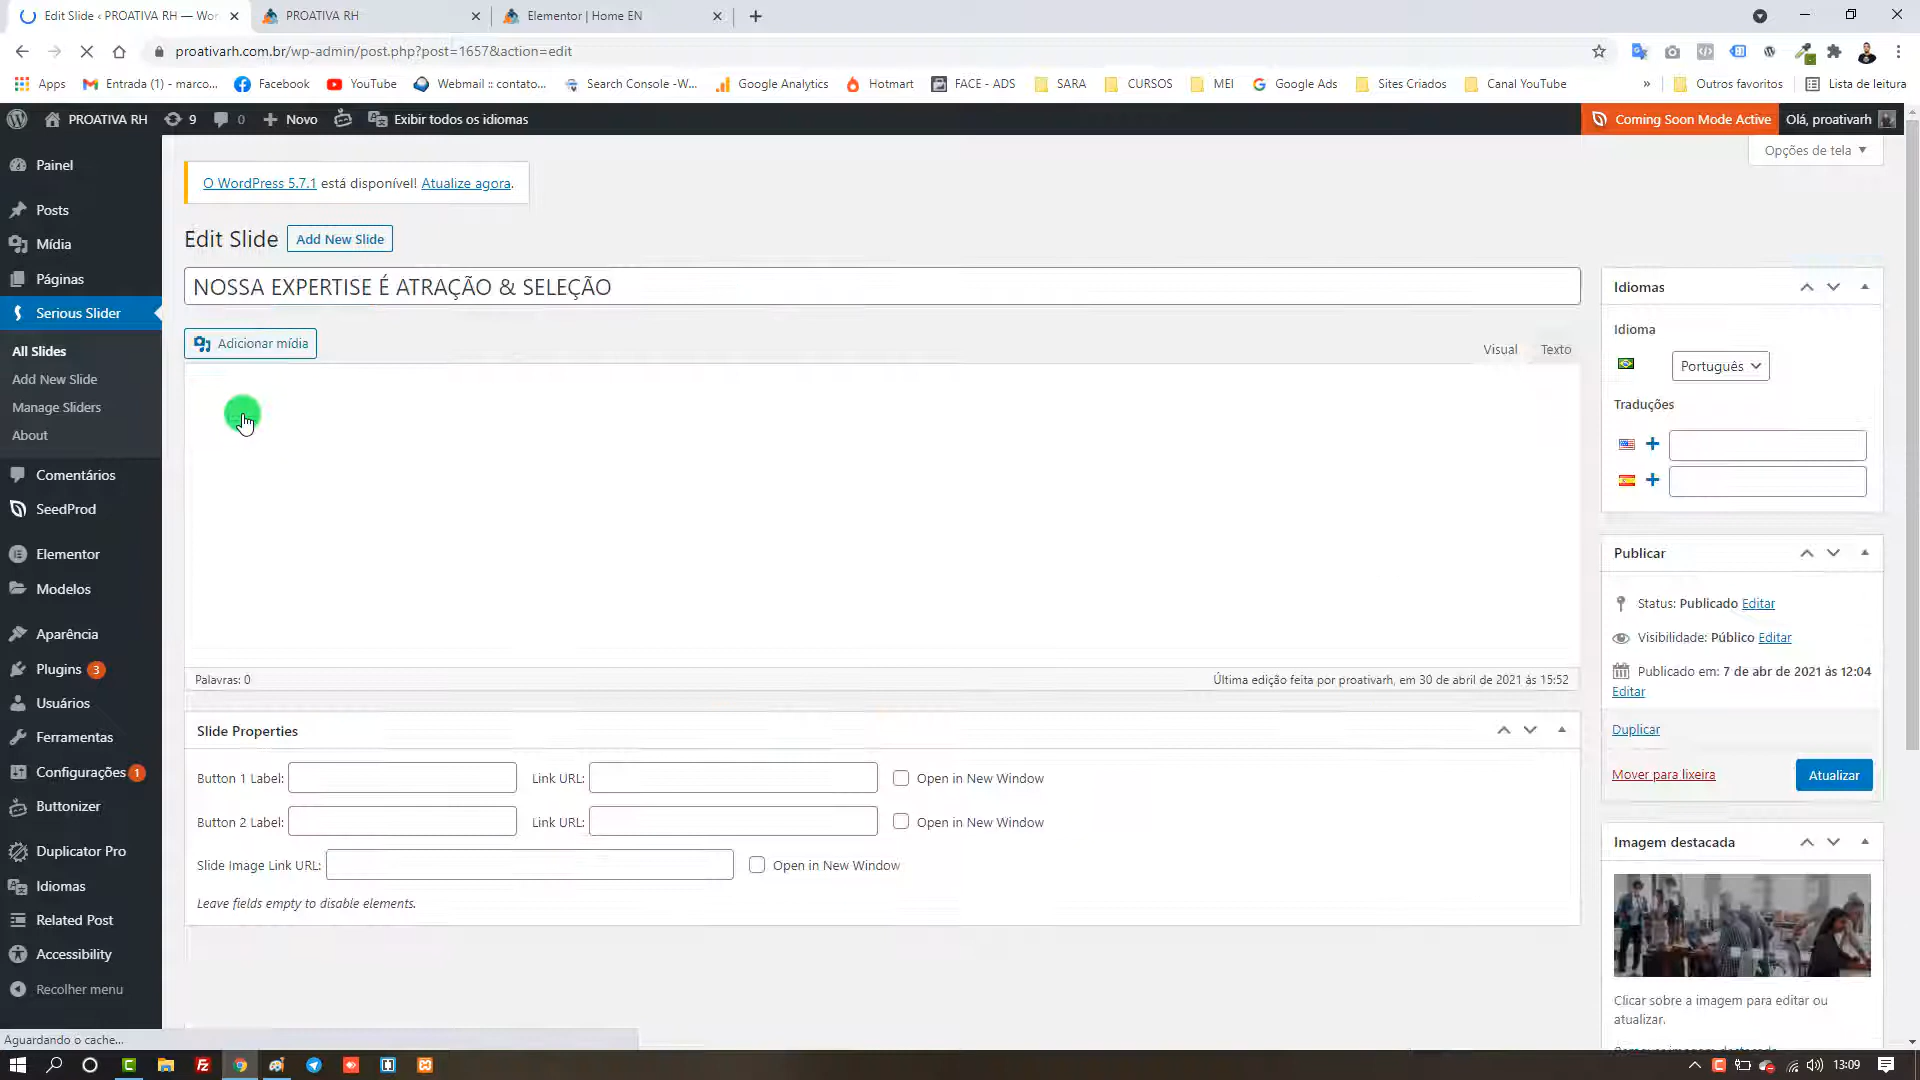 Edit Slide ‹ PROATIVA RH — Wor
PROATIVA RH
Elementor | Home EN
proativarh.com.br/wp-admin/post.php?post=1657&action=edit
Apps
Entrada (1) - marco...
Facebook
YouTube
Webmail :: contato...
Search Console -W...
Google Analytics
Hotmart
FACE - ADS
SARA
CURSOS
MEI
Google Ads
Sites Criados
Canal YouTube
»
Outros favoritos
Lista de leitura
PROATIVA RH
9
0
Novo
Exibir todos os idiomas
Coming Soon Mode Active
Olá, proativarh
Opções de tela
Painel
Posts
Mídia
Páginas
Serious Slider
All Slides
Add New Slide
Manage Sliders
About
Comentários
SeedProd
Elementor
Modelos
Aparência
Plugins 3
Usuários
Ferramentas
Configurações 1
Buttonizer
Duplicator Pro
Idiomas
Related Post
Accessibility
Recolher menu
O WordPress 5.7.1 está disponível! Atualize agora.
Edit Slide
Add New Slide
NOSSA EXPERTISE É ATRAÇÃO & SELEÇÃO
Adicionar mídia
Visual
Texto
Palavras: 0
Última edição feita por proativarh, em 30 de abril de 2021 às 15:52
Slide Properties
Button 1 Label:
Link URL:
Open in New Window
Button 2 Label:
Link URL:
Open in New Window
Slide Image Link URL:
Open in New Window
Leave fields empty to disable elements.
Idiomas
Idioma
Português
Traduções
Publicar
Status: Publicado Editar
Visibilidade: Público Editar
Publicado em: 7 de abr de 2021 às 12:04
Editar
Duplicar
Mover para lixeira
Atualizar
Imagem destacada
Clicar sobre a imagem para editar ou
atualizar.
Aguardando o cache...
13:09